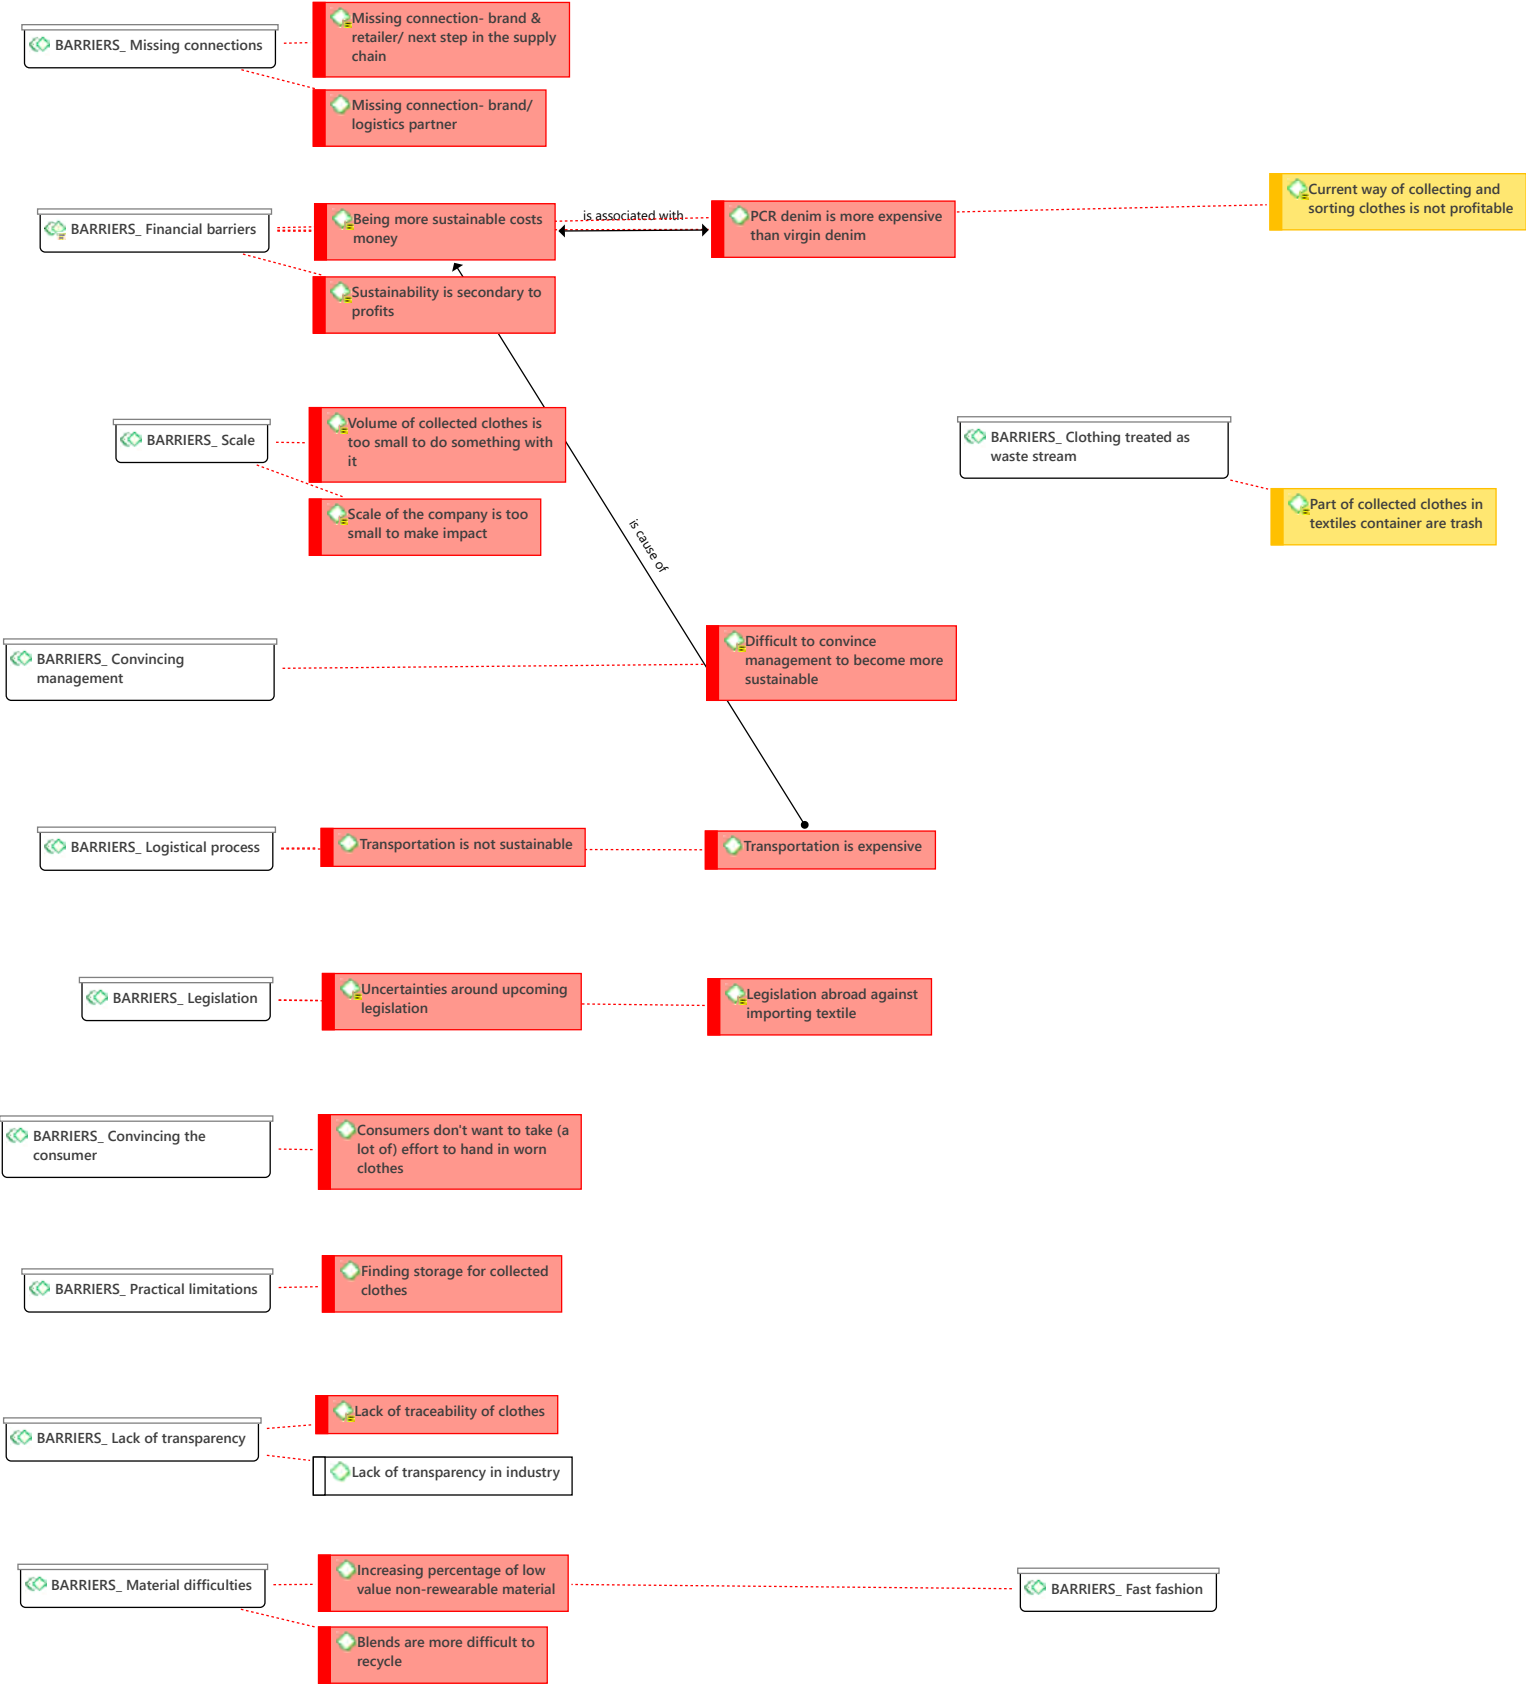 Missing connection- brand &
retailer/ next step in the supply
chain
BARRIERS_ Missing connections
Missing connection- brand/
logistics partner
Current way of collecting and
sorting clothes is not profitable
BARRIERS_ Financial barriers
Being more sustainable costs
money
is associated with
PCR denim is more expensive
than virgin denim
Sustainability is secondary to
profits
BARRIERS_ Scale
Volume of collected clothes is
too small to do something with
it
BARRIERS_ Clothing treated as
waste stream
Scale of the company is too
small to make impact
is cause of
Part of collected clothes in
textiles container are trash
BARRIERS_ Convincing
management
Difficult to convince
management to become more
sustainable
BARRIERS_ Logistical process
Transportation is not sustainable
Transportation is expensive
BARRIERS_ Legislation
Uncertainties around upcoming
legislation
Legislation abroad against
importing textile
BARRIERS_ Convincing the
consumer
Consumers don't want to take (a
lot of) effort to hand in worn
clothes
BARRIERS_ Practical limitations
Finding storage for collected
clothes
BARRIERS_ Lack of transparency
Lack of traceability of clothes
Lack of transparency in industry
BARRIERS_ Material difficulties
Increasing percentage of low
value non-rewearable material
BARRIERS_ Fast fashion
Blends are more difficult to
recycle